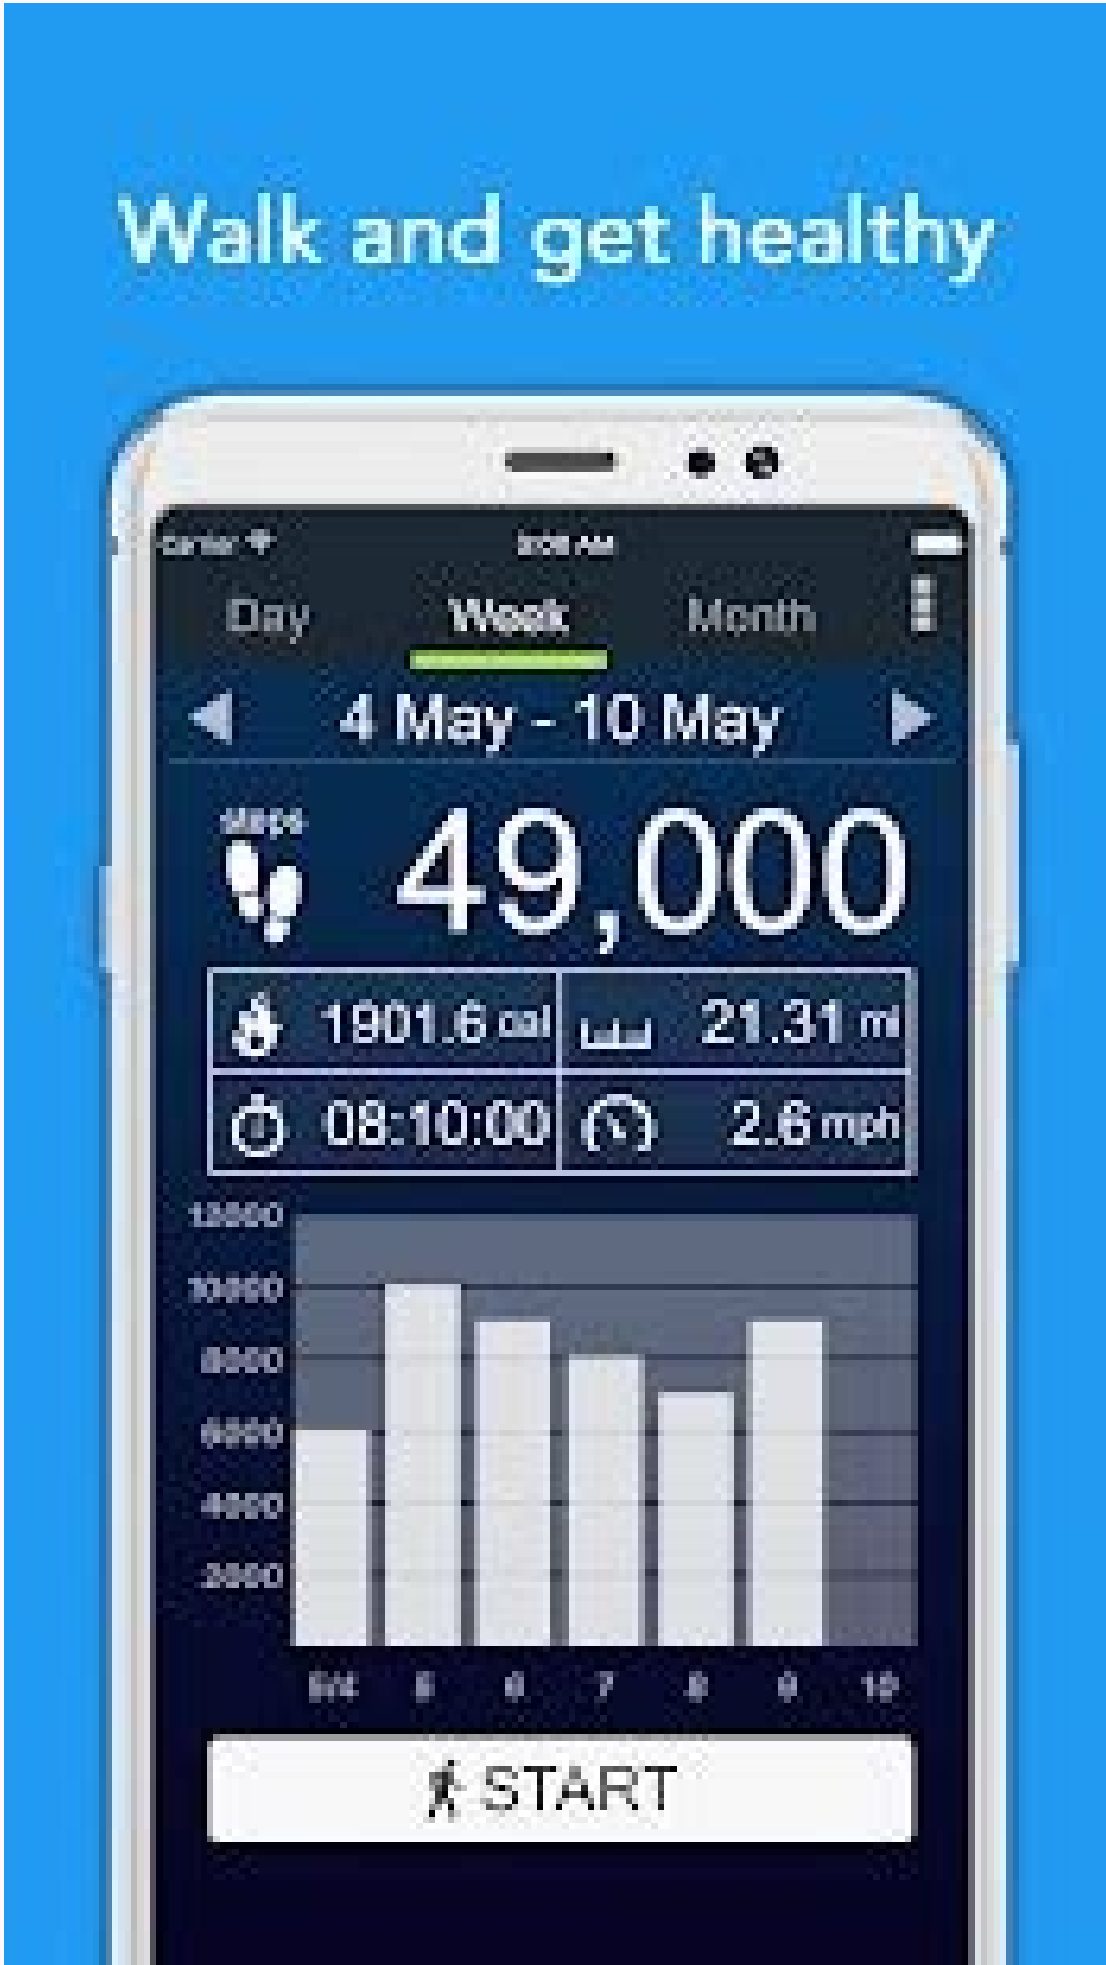 Walk and get healthy
Carrier
Day Week Month
4 May - 10 May
steps
49,000
1901.6 cal 21.31 mi
08:10:00 2.6 mph
12000
10000
8000
6000
4000
2000
5/4 5 6 7 8 9 10
START